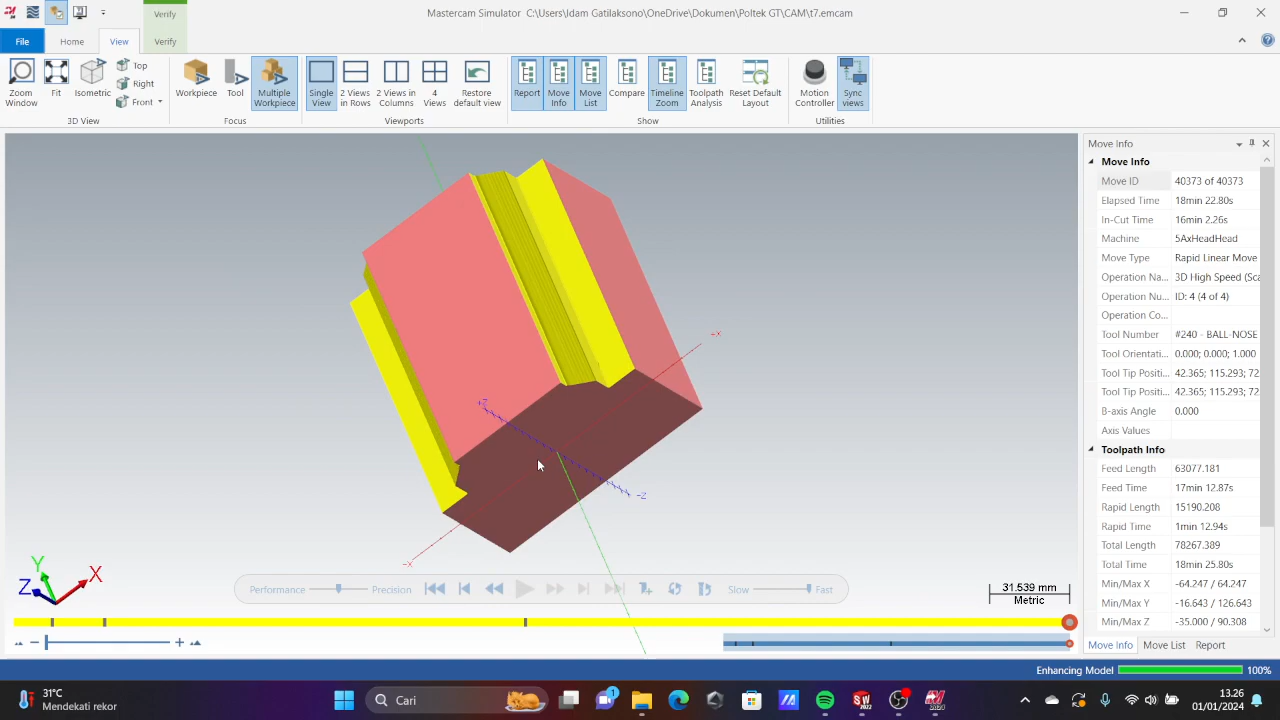 Verify
Mastercam Simulator C:\Users\Idam Gatilaksono\OneDrive\Dokumen\Poltek GT\CAM\t7.emcam
File
Home
View
Verify
Zoom Window
Fit
Isometric
Top
Right
Front
3D View
Workpiece
Tool
Multiple Workpiece
Focus
Single View
2 Views in Rows
2 Views in Columns
4 Views
Restore default view
Viewports
Report
Move Info
Move List
Compare
Timeline Zoom
Toolpath Analysis
Reset Default Layout
Show
Motion Controller
Sync views
Utilities
Move Info
Move Info
Move ID 40373 of 40373
Elapsed Time 18min 22.80s
In-Cut Time 16min 2.26s
Machine 5AxHeadHead
Move Type Rapid Linear Move
Operation Na... 3D High Speed (Sca
Operation Nu... ID: 4 (4 of 4)
Operation Co...
Tool Number #240 - BALL-NOSE
Tool Orientati... 0.000; 0.000; 1.000
Tool Tip Positi... 42.365; 115.293; 72
Tool Tip Positi... 42.365; 115.293; 72
B-axis Angle 0.000
Axis Values
Toolpath Info
Feed Length 63077.181
Feed Time 17min 12.87s
Rapid Length 15190.208
Rapid Time 1min 12.94s
Total Length 78267.389
Total Time 18min 25.80s
Min/Max X -64.247 / 64.247
Min/Max Y -16.643 / 126.643
Min/Max Z -35.000 / 90.308
Move Info Move List Report
+X
+Z
-Z
-X
Y
X
Z
Performance Precision
Slow Fast
31.539 mm
Metric
Enhancing Model 100%
31°C
Mendekati rekor
Cari
1
SW
2022
13.26
01/01/2024